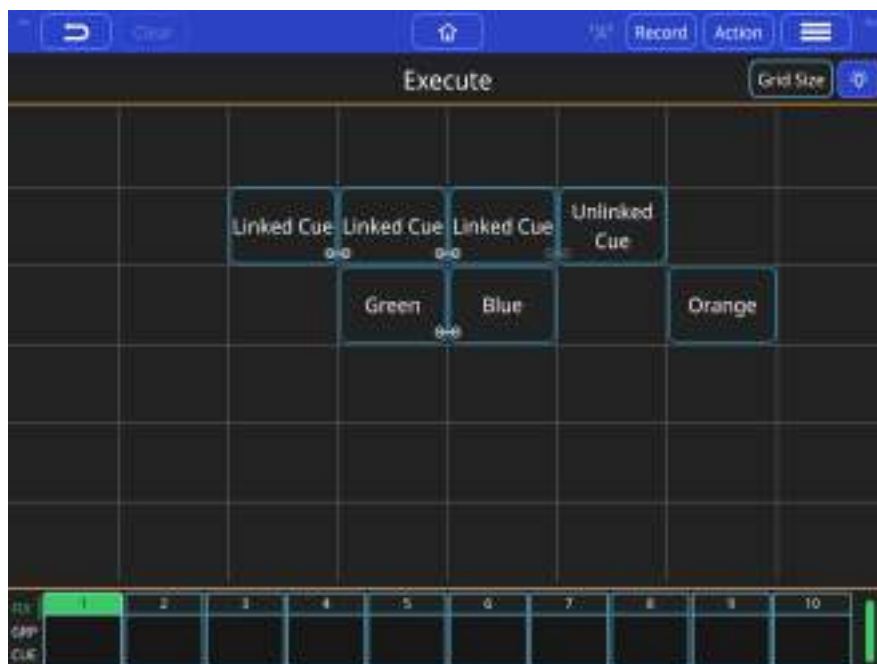 Clear
Record
Action
Execute
Grid Size
Linked Cue
Linked Cue
Linked Cue
Unlinked
Cue
Green
Blue
Orange
1
2
3
4
5
6
7
8
9
10
GRP
CUE